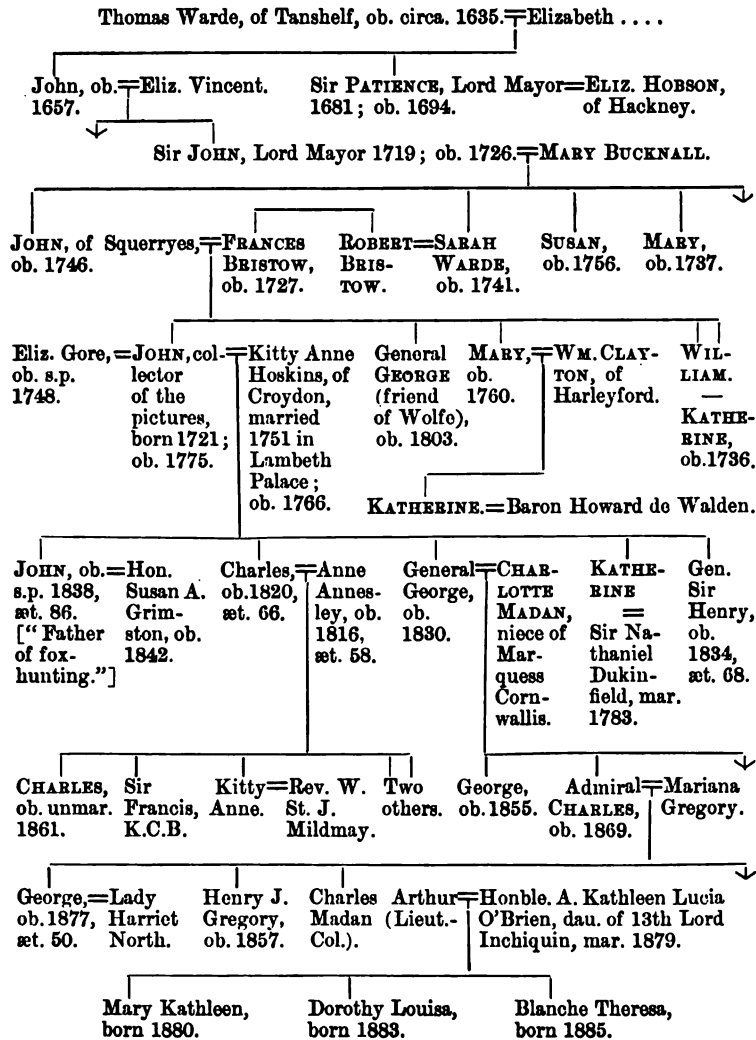 Thomas Warde, of Tanshelf, ob. circa. 1635.=Elizabeth . . . .
John, ob.=Eliz. Vincent.
1657.
Sir PATIENCE, Lord Mayor=ELIZ. HOBSON,
1681; ob. 1694.
of Hackney.
Sir JOHN, Lord Mayor 1719; ob. 1726.=MARY BUCKNALL.
JOHN, of Squerryes,=FRANCES
ob. 1746.
BRISTOW,
ob. 1727.
ROBERT=SARAH
BRIS-
TOW.
WARDE,
ob. 1741.
SUSAN,
ob. 1756.
MARY,
ob. 1737.
Eliz. Gore,=JOHN, col-=Kitty Anne
ob. s.p.
1748.
lector
of the
pictures,
born 1721;
ob. 1775.
Hoskins, of
Croydon,
married
1751 in
Lambeth
Palace;
ob. 1766.
General
GEORGE
(friend
of Wolfe),
ob. 1803.
MARY,=WM. CLAY-
ob.
1760.
TON, of
Harleyford.
WIL-
LIAM.
—
KATHE-
RINE,
ob. 1736.
KATHERINE.=Baron Howard de Walden.
JOHN, ob.=Hon.
s.p. 1838,
æt. 86.
["Father
of fox-
hunting."]
Susan A.
Grim-
ston, ob.
1842.
Charles,=Anne
ob. 1820,
æt. 66.
Annes-
ley, ob.
1816,
æt. 58.
General=CHAR-
George,
ob.
1830.
LOTTE
MADAN,
niece of
Mar-
quess
Corn-
wallis.
KATHE-
RINE
=
Sir Na-
thaniel
Dukin-
field, mar.
1783.
Gen.
Sir
Henry,
ob.
1834,
æt. 68.
CHARLES,
ob. unmar.
1861.
Sir
Francis,
K.C.B.
Kitty=Rev. W.
Anne.
St. J.
Mildmay.
Two
others.
George,
ob. 1855.
Admiral=Mariana
CHARLES,
ob. 1869.
Gregory.
George,=Lady
ob. 1877,
æt. 50.
Harriet
North.
Henry J.
Gregory,
ob. 1857.
Charles
Madan
Arthur=Honble. A. Kathleen Lucia
(Lieut.-
Col.).
O'Brien, dau. of 13th Lord
Inchiquin, mar. 1879.
Mary Kathleen,
born 1880.
Dorothy Louisa,
born 1883.
Blanche Theresa,
born 1885.